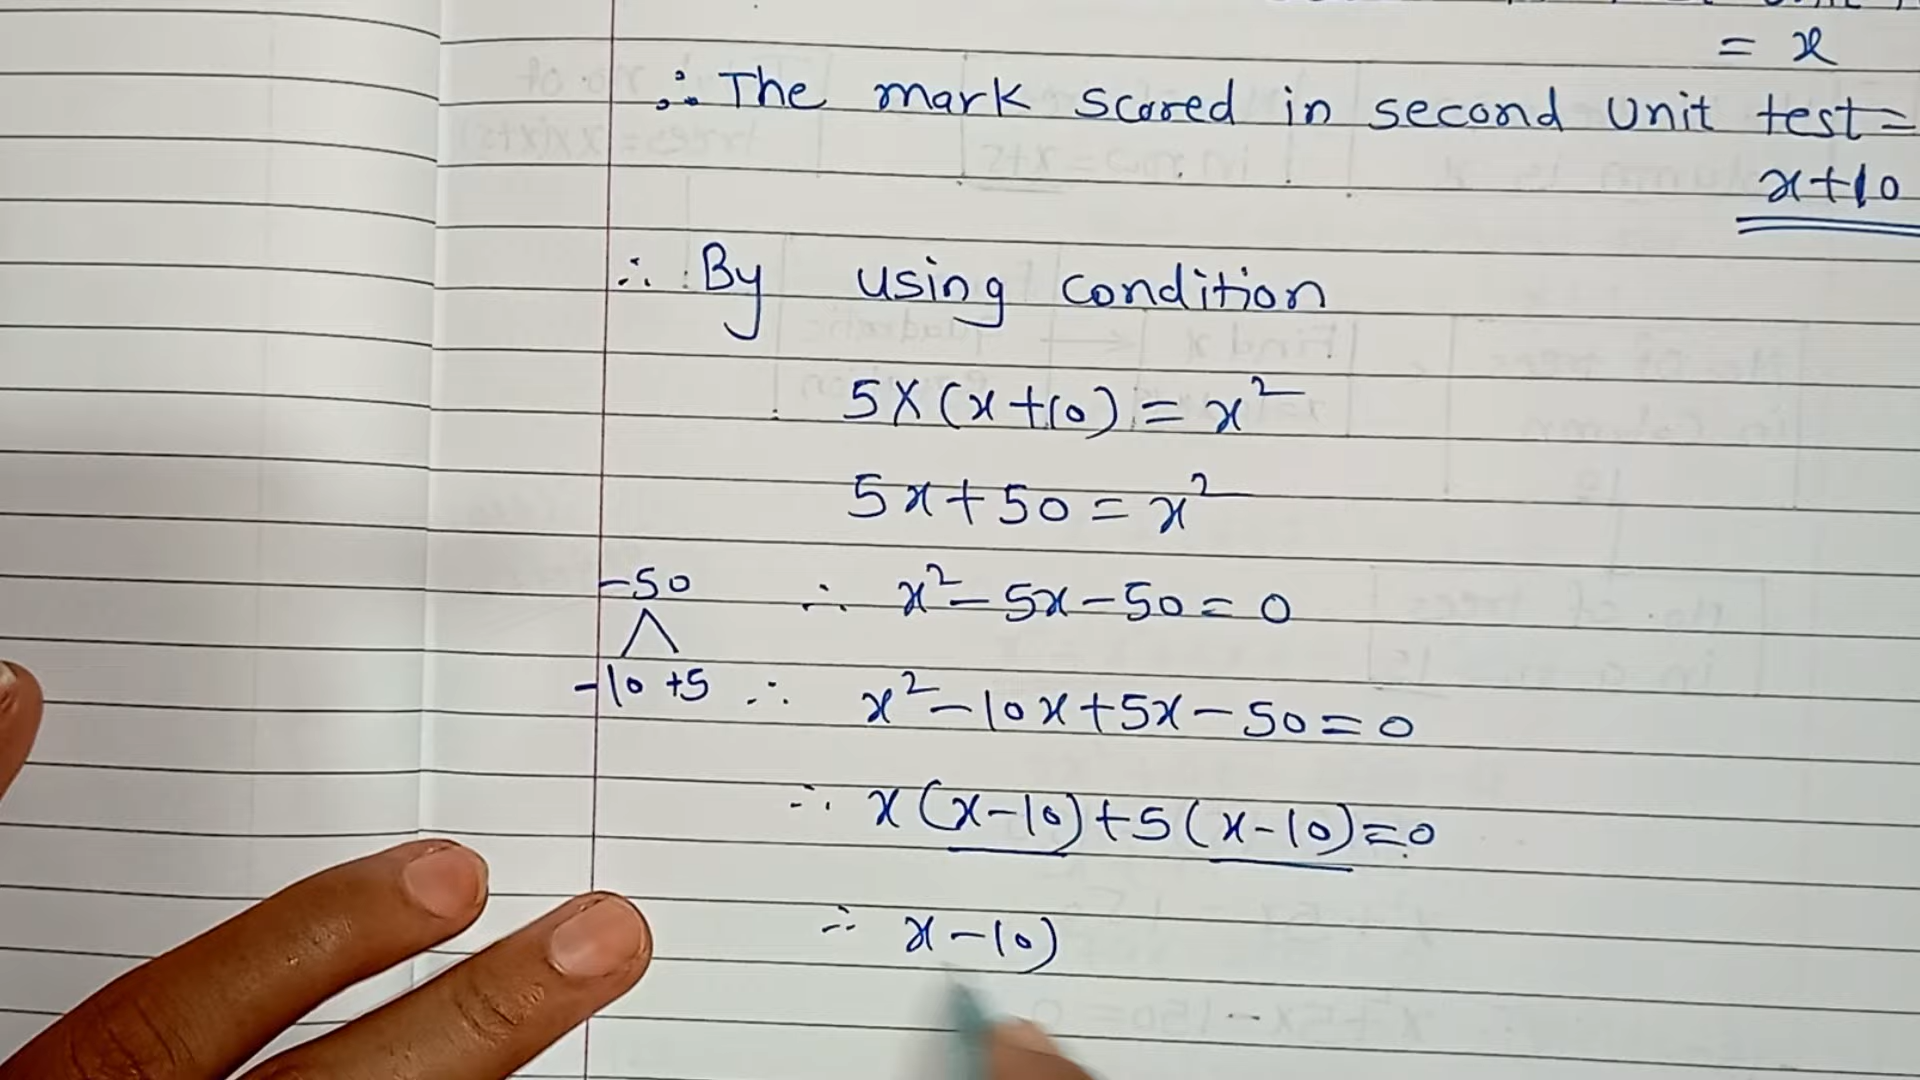 = x
∴ The mark scored in second unit test =
x+10
∴ By using condition
5×(x+10) = x²
5x+50 = x²
-50
∴ x²-5x-50=0
-10 +5
∴ x²-10x+5x-50=0
∴ x(x-10)+5(x-10)=0
∴ x-10)